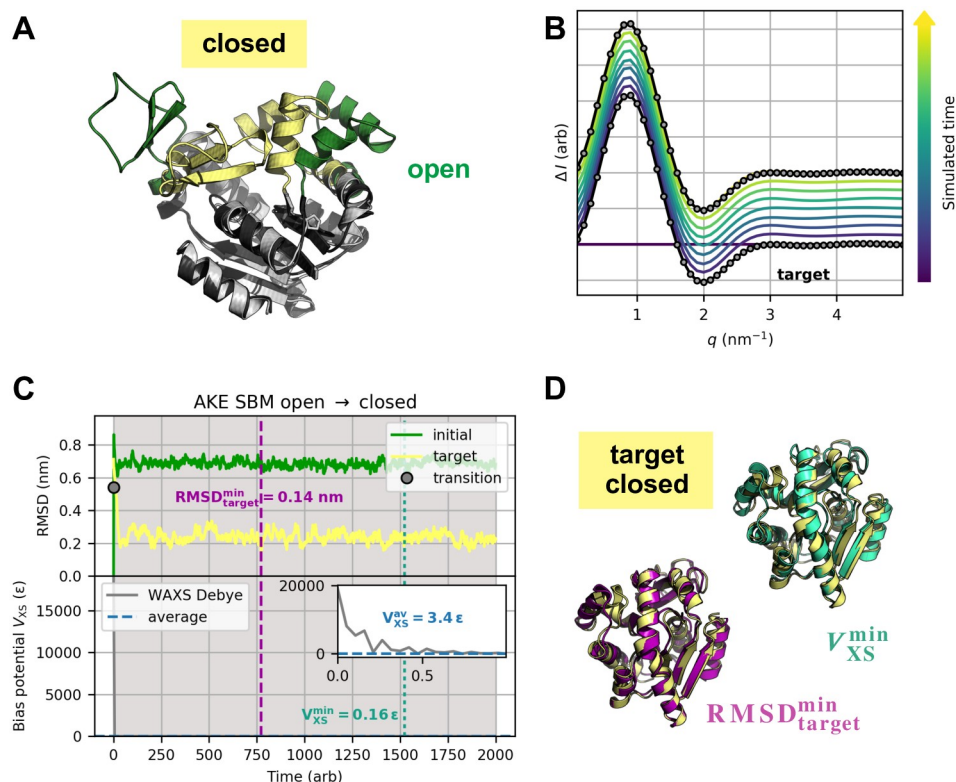 A
closed
open
B
Δ I (arb)
target
1 2 3 4
q (nm⁻¹)
Simulated time
C
AKE SBM open → closed
RMSD (nm)
0.8
0.6
0.4
0.2
0.0
initial
target
transition
RMSD^min_target = 0.14 nm
Bias potential V_XS (ε)
15000
12500
10000
7500
5000
2500
0
WAXS Debye
average
20000
0
0.0 0.5
V^av_XS = 3.4 ε
V^min_XS = 0.16 ε
0 250 500 750 1000 1250 1500 1750 2000
Time (arb)
D
target
closed
V^min_XS
RMSD^min_target